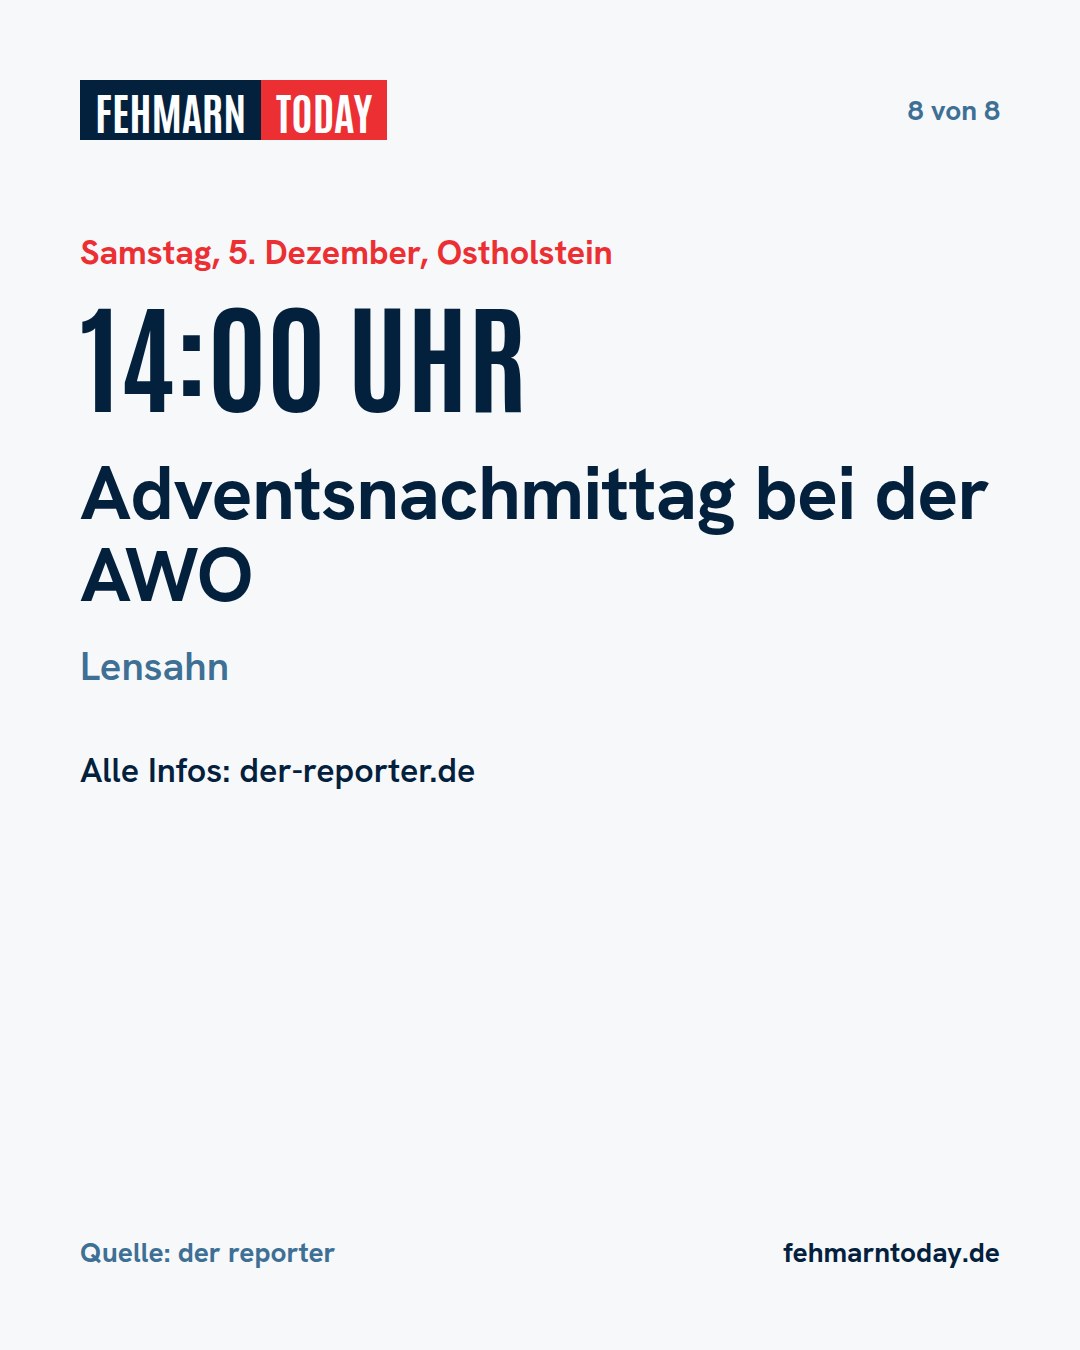 FEHMARN TODAY
8 von 8
Samstag, 5. Dezember, Ostholstein
14:00 UHR
Adventsnachmittag bei der
AWO
Lensahn
Alle Infos: der-reporter.de
Quelle: der reporter
fehmarntoday.de